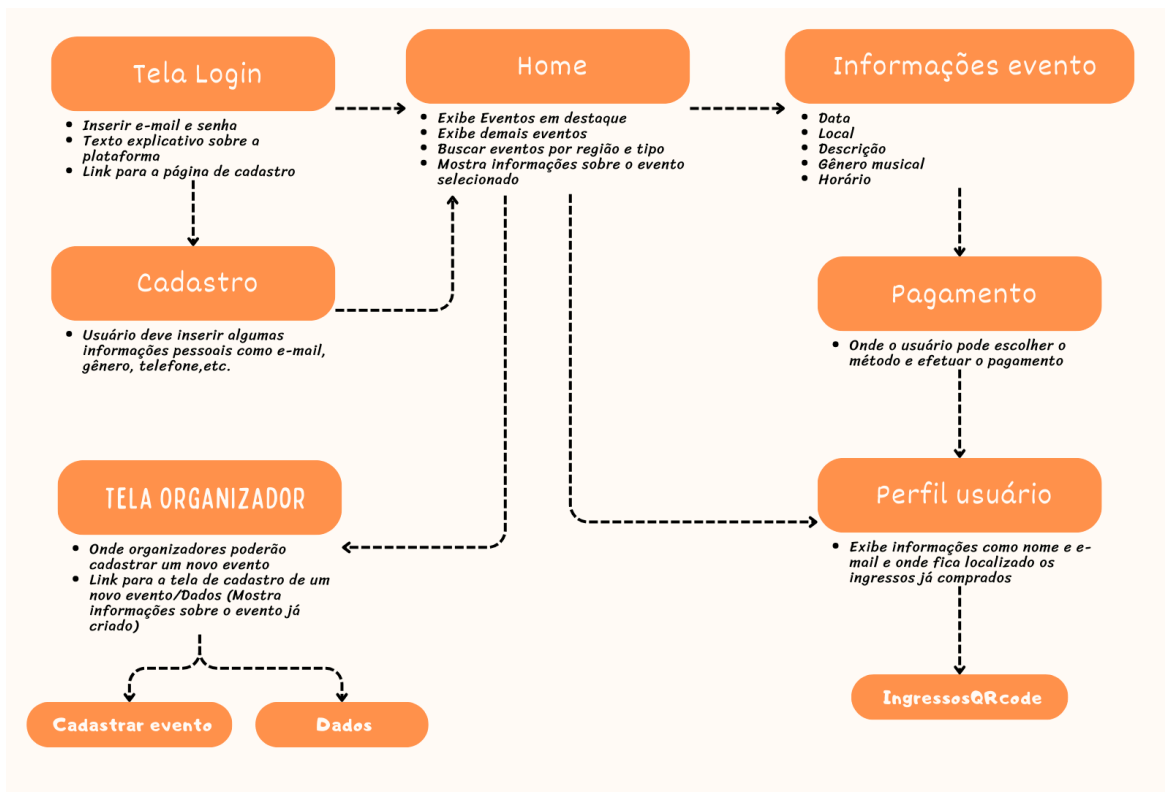 Tela Login
• Inserir e-mail e senha
• Texto explicativo sobre a
plataforma
• Link para a página de cadastro
Home
• Exibe Eventos em destaque
• Exibe demais eventos
• Buscar eventos por região e tipo
• Mostra informações sobre o evento
selecionado
Informações evento
• Data
• Local
• Descrição
• Gênero musical
• Horário
Cadastro
• Usuário deve inserir algumas
informações pessoais como e-mail,
gênero, telefone,etc.
Pagamento
• Onde o usuário pode escolher o
método e efetuar o pagamento
TELA ORGANIZADOR
• Onde organizadores poderão
cadastrar um novo evento
• Link para a tela de cadastro de um
novo evento/Dados (Mostra
informações sobre o evento já
criado)
Perfil usuário
• Exibe informações como nome e e-
mail e onde fica localizado os
ingressos já comprados
Cadastrar evento
Dados
IngressosQRcode